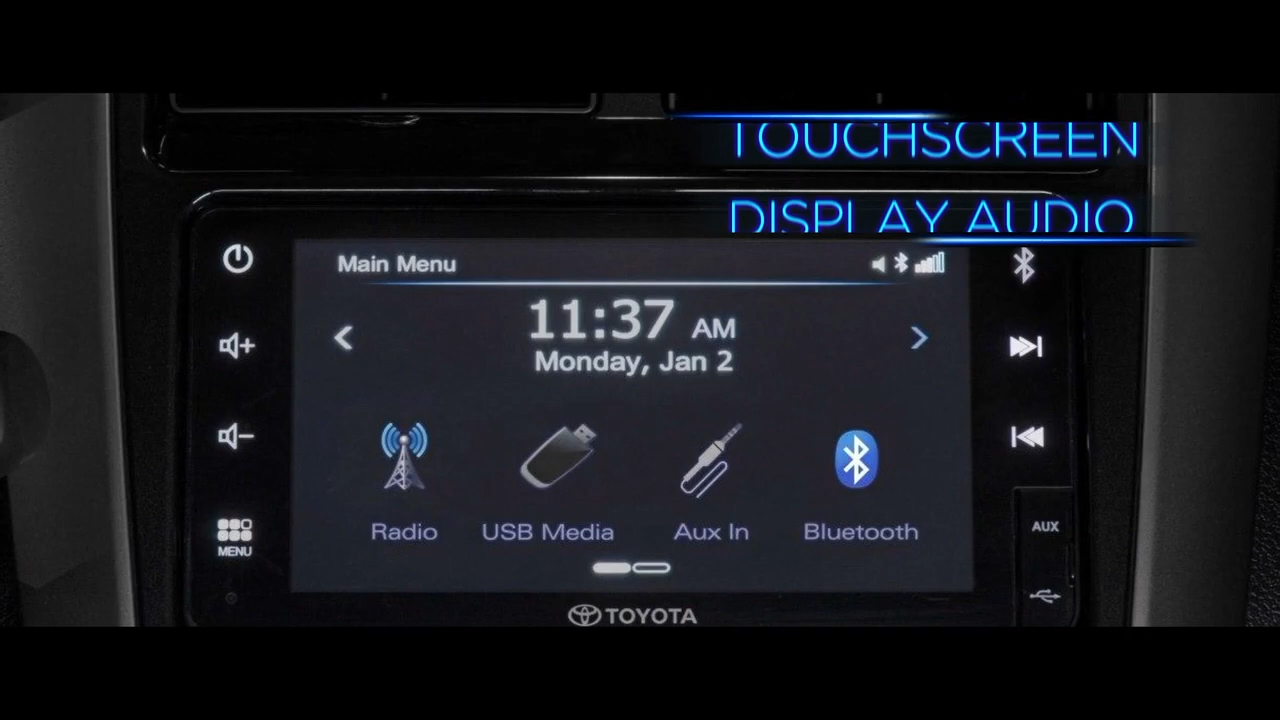 TOUCHSCREEN
DISPLAY AUDIO
Main Menu
11:37 AM
Monday, Jan 2
Radio
USB Media
Aux In
Bluetooth
MENU
AUX
TOYOTA